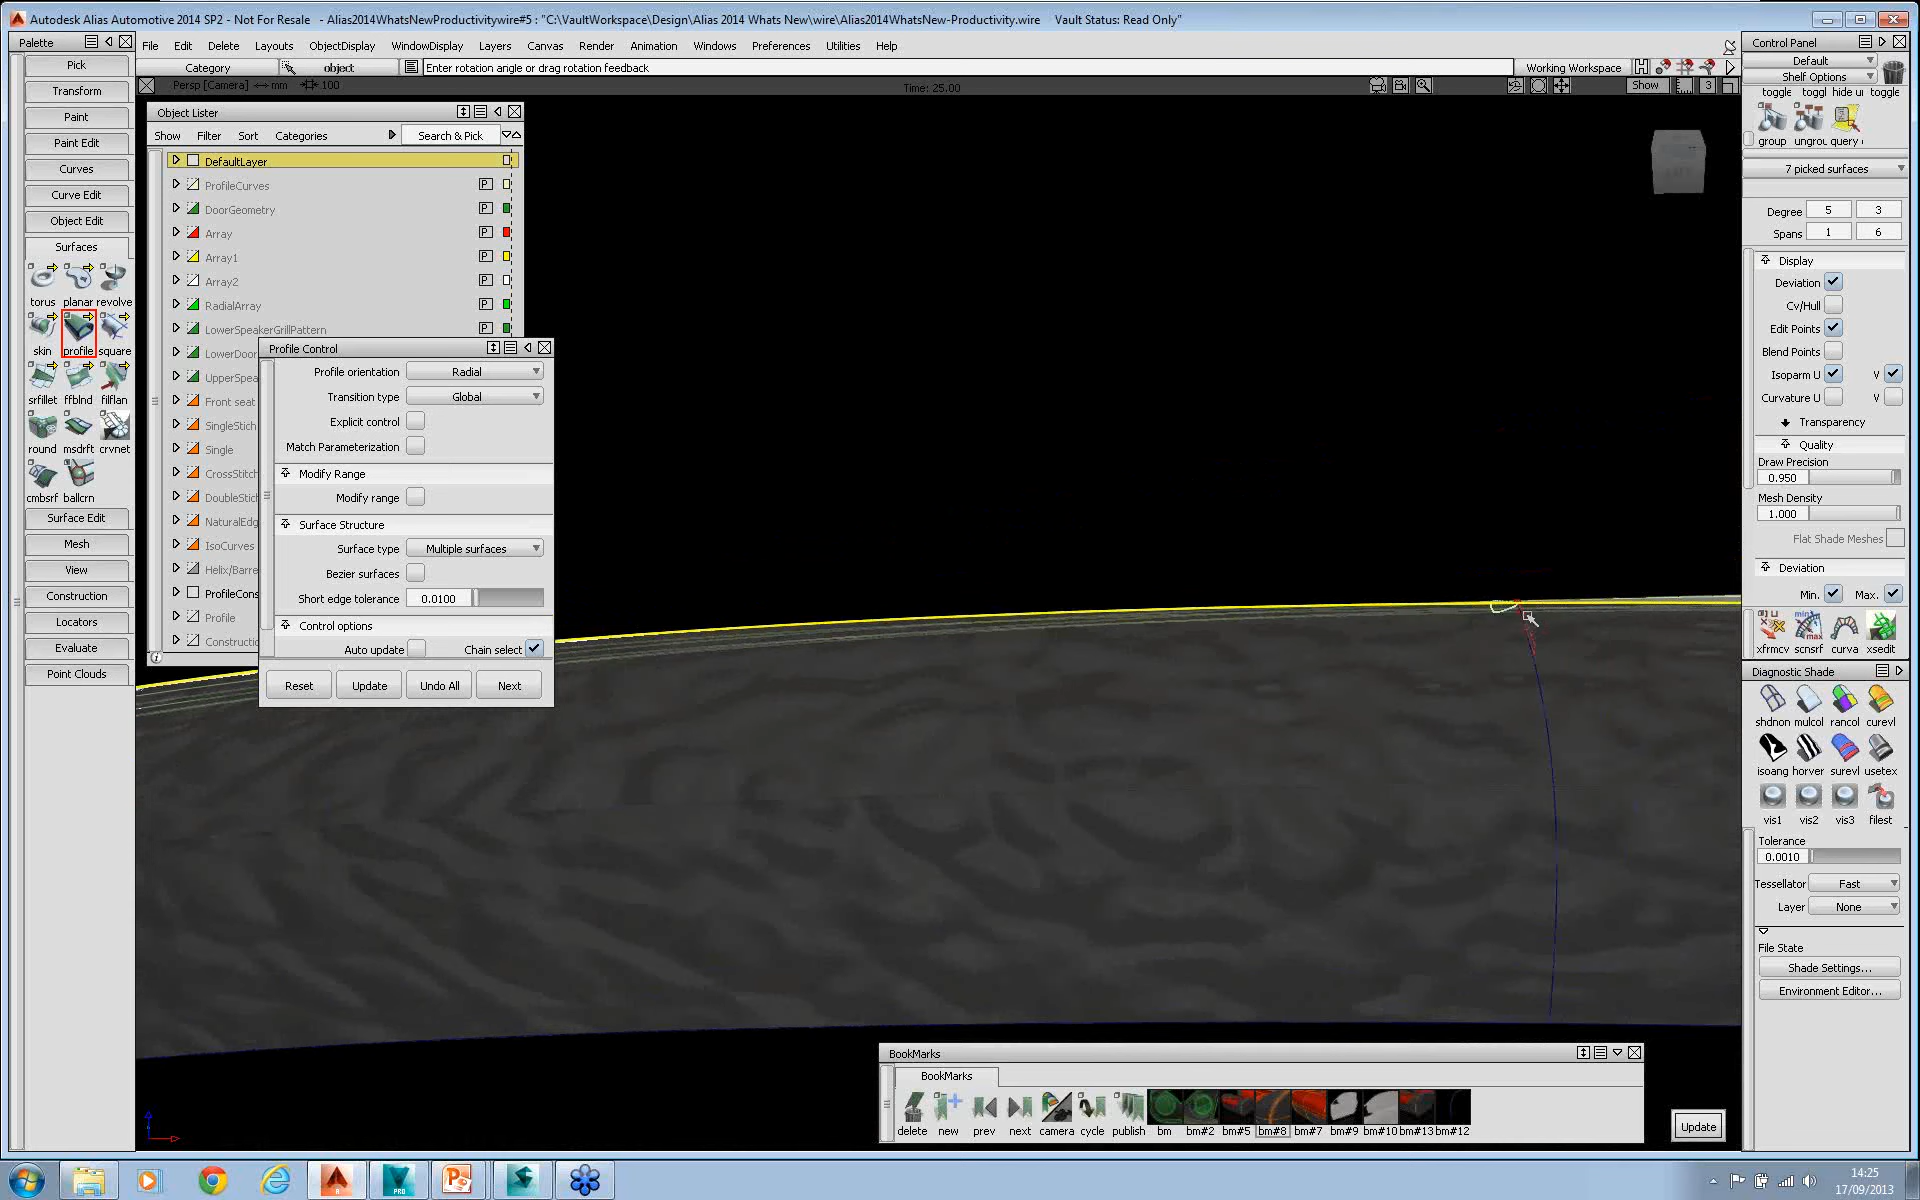 Autodesk Alias Automotive 2014 SP2 - Not For Resale - Alias2014WhatsNewProductivitywire#5 : "C:\VaultWorkspace\Design\Alias 2014 Whats New\wire\Alias2014WhatsNew-Productivity.wire Vault Status: Read Only"
Palette
File Edit Delete Layouts ObjectDisplay WindowDisplay Layers Canvas Render Animation Windows Preferences Utilities Help
Category object Enter rotation angle or drag rotation feedback Working Workspace
Persp [Camera] mm 100 Time: 25.00 Show 3
Pick
Transform
Paint
Paint Edit
Curves
Curve Edit
Object Edit
Surfaces
torus planar revolve
skin profile square
srfillet ffblnd filflan
round msdrft crvnet
cmbsrf ballcrn
Surface Edit
Mesh
View
Construction
Locators
Evaluate
Point Clouds
Object Lister
Show Filter Sort Categories Search & Pick
DefaultLayer
ProfileCurves P
DoorGeometry P
Array P
Array1 P
Array2 P
RadialArray P
LowerSpeakerGrillPattern P
LowerDoor
UpperSpea
Front seat
SingleStich
Single
CrossStitch
DoubleStich
NaturalEdg
IsoCurves
Helix/Barre
ProfileCons
Profile
Constructio
Profile Control
Profile orientation Radial
Transition type Global
Explicit control
Match Parameterization
Modify Range
Modify range
Surface Structure
Surface type Multiple surfaces
Bezier surfaces
Short edge tolerance 0.0100
Control options
Auto update Chain select
Reset Update Undo All Next
BookMarks
BookMarks
delete new prev next camera cycle publish bm bm#2 bm#5 bm#8 bm#7 bm#9 bm#10 bm#13 bm#12
Update
Control Panel
Default
Shelf Options
toggle toggl hide u toggle
group ungrou query
7 picked surfaces
Degree 5 3
Spans 1 6
Display
Deviation
Cv/Hull
Edit Points
Blend Points
Isoparm U V
Curvature U V
Transparency
Quality
Draw Precision
0.950
Mesh Density
1.000
Flat Shade Meshes
Deviation
Min. Max.
xfrmcv scnsrf curva xsedit
Diagnostic Shade
shdnon mulcol rancol curevl
isoang horver surevl usetex
vis1 vis2 vis3 filest
Tolerance
0.0010
Tessellator Fast
Layer None
File State
Shade Settings...
Environment Editor...
14:25
17/09/2013